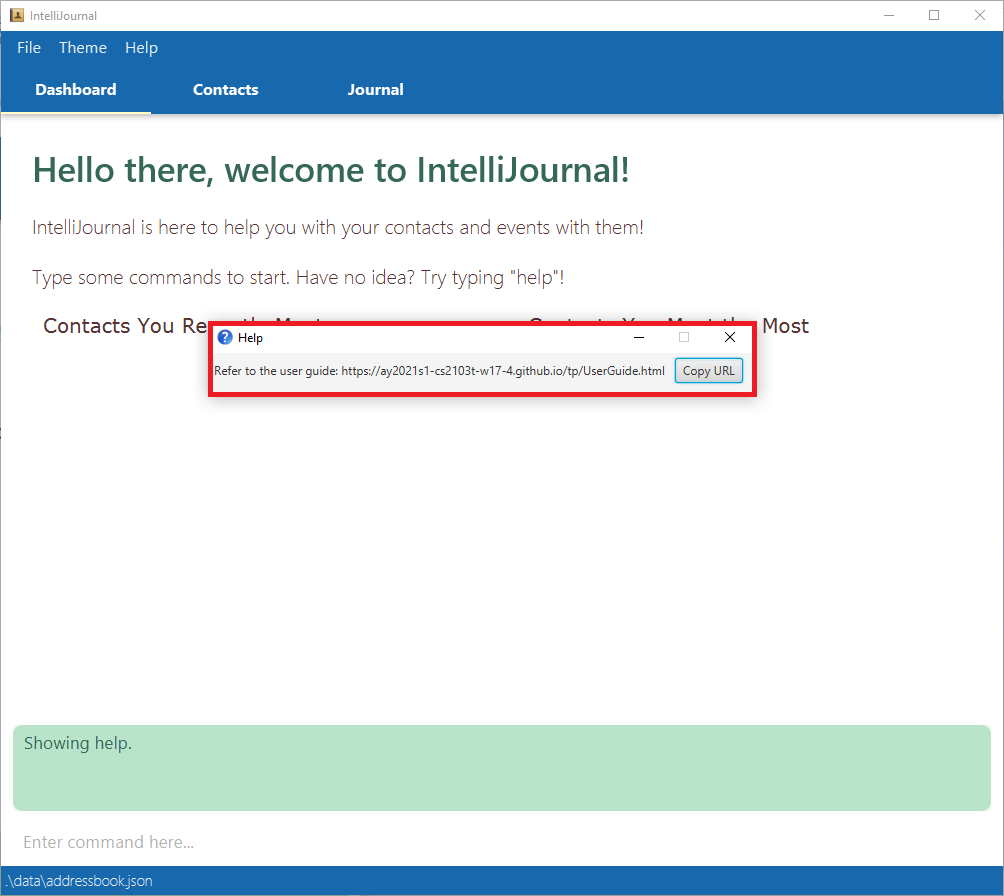 IntelliJournal
File Theme Help
Dashboard Contacts Journal
Hello there, welcome to IntelliJournal!
IntelliJournal is here to help you with your contacts and events with them!
Type some commands to start. Have no idea? Try typing "help"!
Contacts You Most
Help
Refer to the user guide: https://ay2021s1-cs2103t-w17-4.github.io/tp/UserGuide.html Copy URL
Showing help.
Enter command here...
.\data\addressbook.json